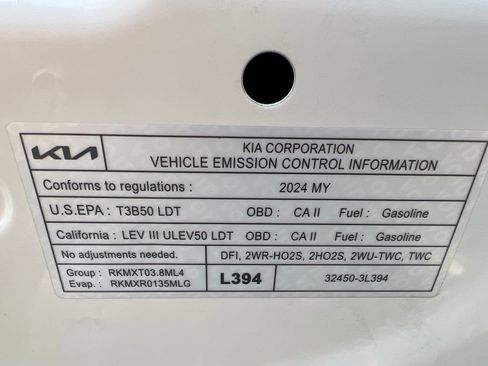 KIA
KIA CORPORATION
VEHICLE EMISSION CONTROL INFORMATION
Conforms to regulations : 2024 MY
U.S.EPA : T3B50 LDT OBD : CA II Fuel : Gasoline
California : LEV III ULEV50 LDT OBD : CA II Fuel : Gasoline
No adjustments needed. DFI, 2WR-HO2S, 2HO2S, 2WU-TWC, TWC
Group : RKMXT03.8ML4
Evap. : RKMXR0135MLG
L394
32450-3L394